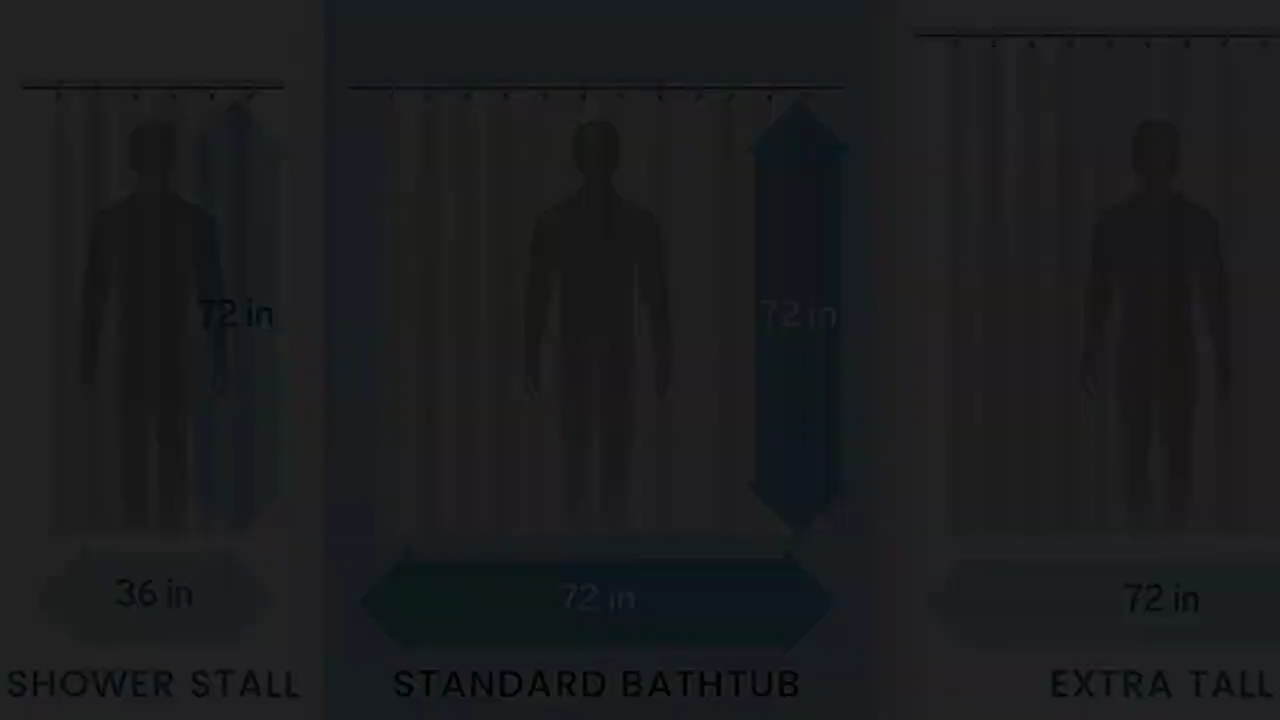 72 in
36 in
SHOWER STALL
72 in
72 in
STANDARD BATHTUB
72 in
EXTRA TALL